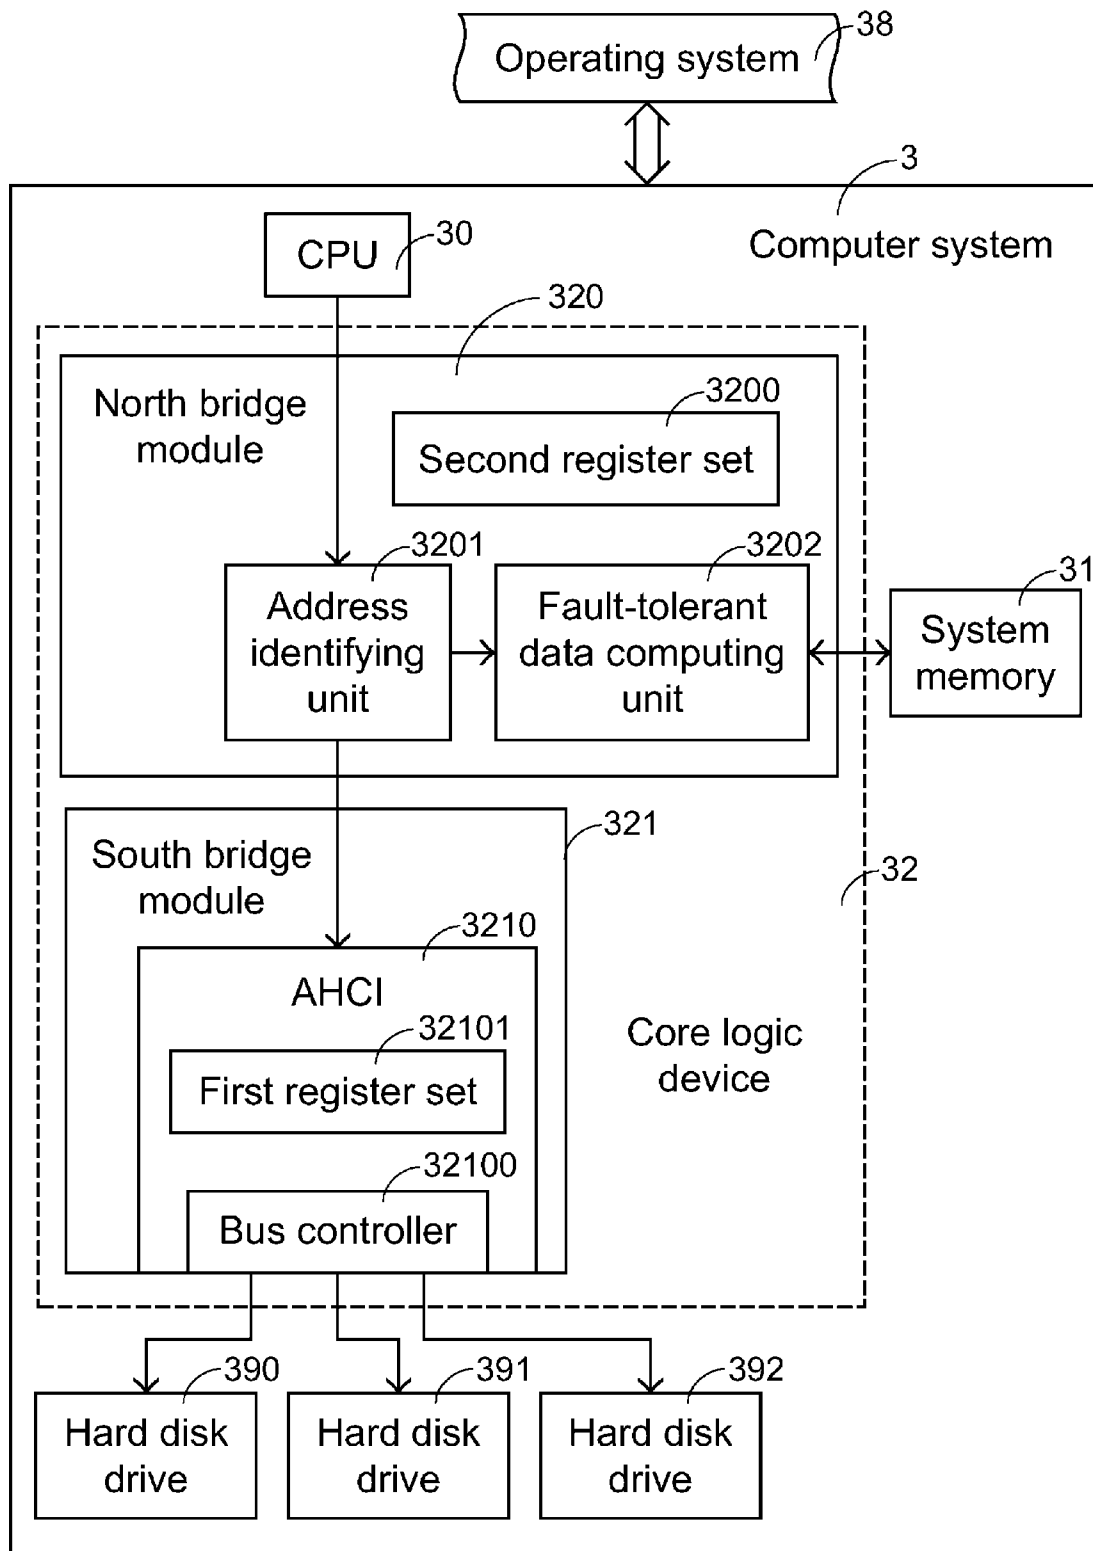 38
Operating system
3
Computer system
CPU
30
320
North bridge
module
3200
Second register set
3201
Address
identifying
unit
3202
Fault-tolerant
data computing
unit
31
System
memory
321
South bridge
module
32
3210
AHCI
32101
First register set
Core logic
device
32100
Bus controller
390
Hard disk
drive
391
Hard disk
drive
392
Hard disk
drive